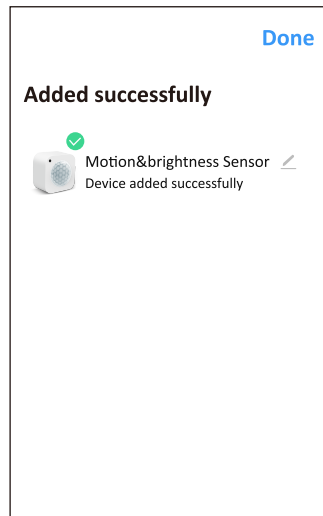 Done
Added successfully
Motion&brightness Sensor
Device added successfully